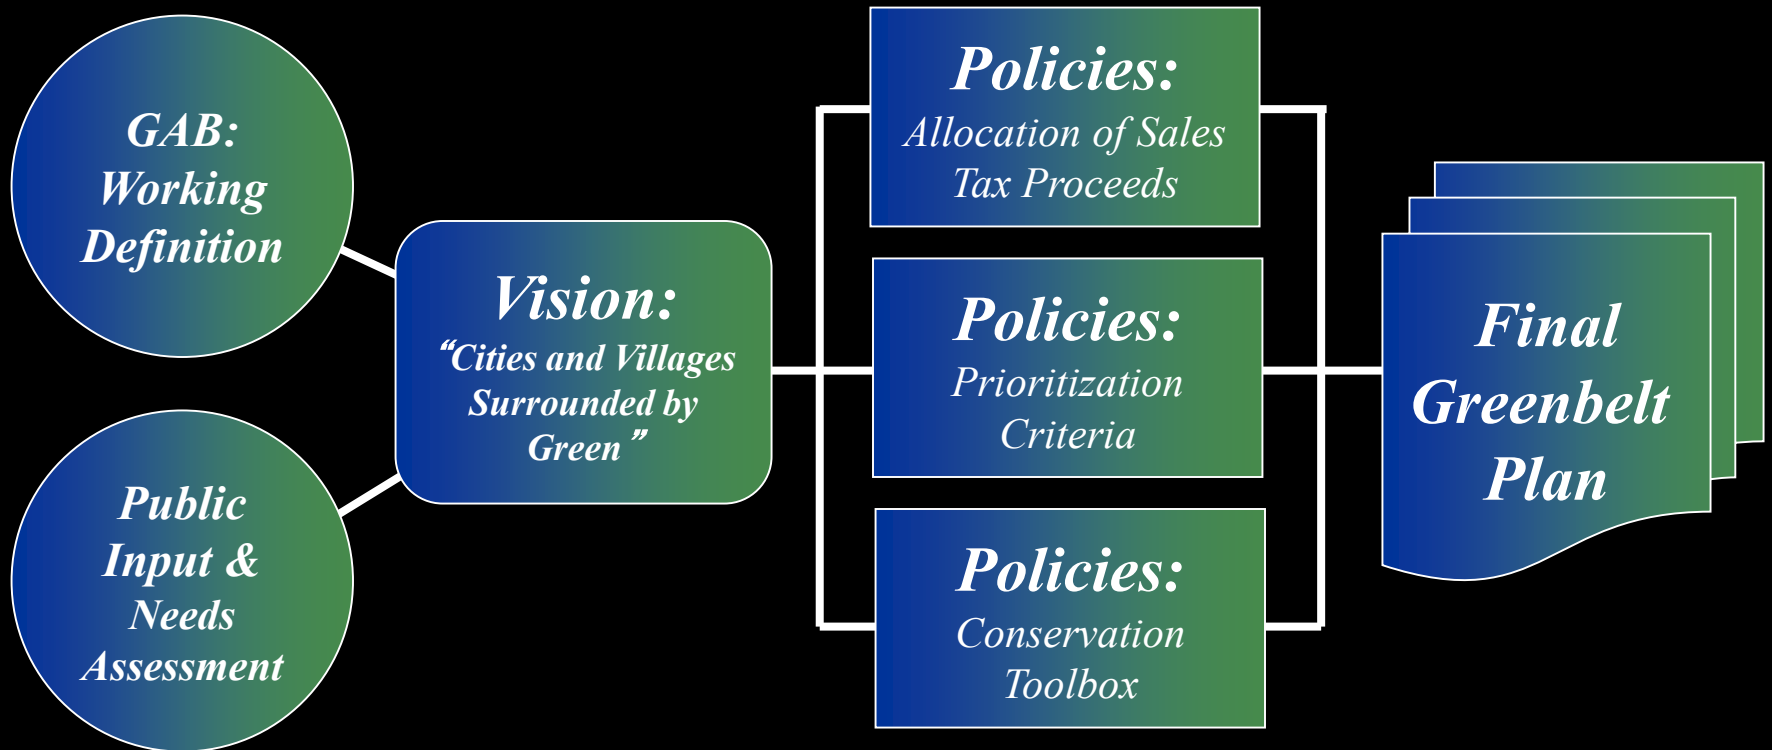 GAB:
Working
Definition
Public
Input &
Needs
Assessment
Vision:
“Cities and Villages
Surrounded by
Green”
Policies:
Allocation of Sales
Tax Proceeds
Policies:
Prioritization
Criteria
Policies:
Conservation
Toolbox
Final
Greenbelt
Plan